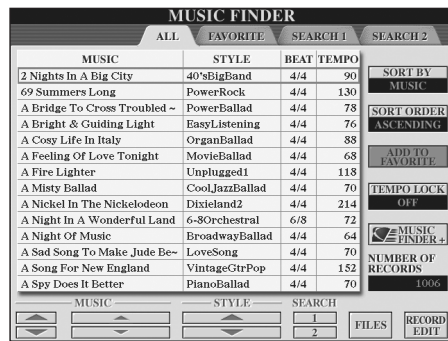 MUSIC FINDER
ALL FAVORITE SEARCH 1 SEARCH 2
MUSIC STYLE BEAT TEMPO
2 Nights In A Big City 40'sBigBand 4/4 90
69 Summers Long PowerRock 4/4 130
A Bridge To Cross Troubled ~ PowerBallad 4/4 78
A Bright & Guiding Light EasyListening 4/4 76
A Cosy Life In Italy OrganBallad 4/4 88
A Feeling Of Love Tonight MovieBallad 4/4 68
A Fire Lighter Unplugged1 4/4 118
A Misty Ballad CoolJazzBallad 4/4 70
A Nickel In The Nickelodeon Dixieland2 4/4 214
A Night In A Wonderful Land 6-8Orchestral 6/8 72
A Night Of Music BroadwayBallad 4/4 64
A Sad Song To Make Jude Be~ LoveSong 4/4 70
A Song For New England VintageGtrPop 4/4 152
A Spy Does It Better PianoBallad 4/4 70
SORT BY
MUSIC
SORT ORDER
ASCENDING
ADD TO
FAVORITE
TEMPO LOCK
OFF
MUSIC
FINDER+
NUMBER OF
RECORDS
1006
MUSIC STYLE SEARCH
1
2
FILES
RECORD
EDIT